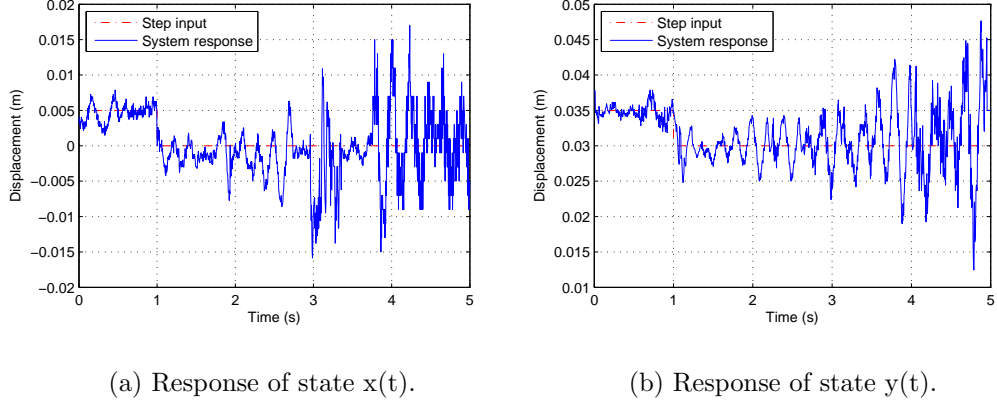 0.02
0.015
0.01
0.005
0
−0.005
−0.01
−0.015
−0.02
0 1 2 3 4 5
Displacement (m)
Time (s)
Step input
System response
0.05
0.045
0.04
0.035
0.03
0.025
0.02
0.015
0.01
0 1 2 3 4 5
Displacement (m)
Time (s)
Step input
System response
(a) Response of state x(t).
(b) Response of state y(t).